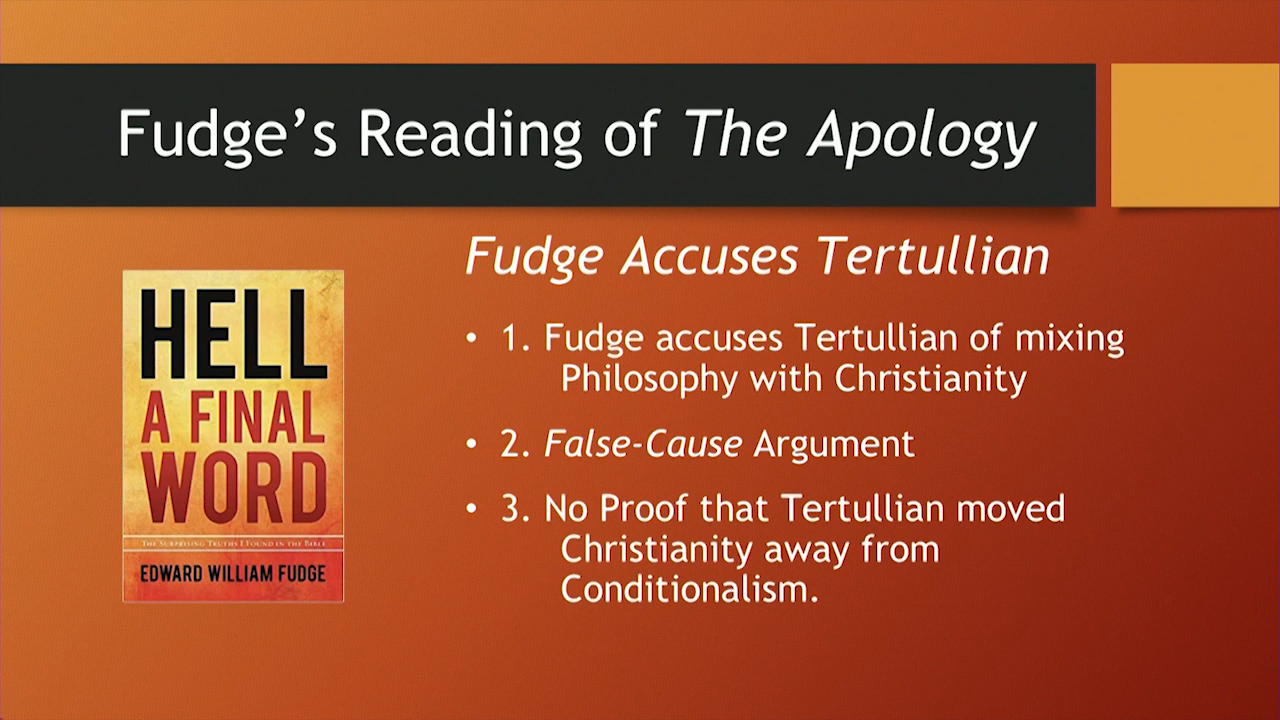 Fudge’s Reading of The Apology
HELL
A FINAL
WORD
THE SURPRISING TRUTHS I FOUND IN THE BIBLE
EDWARD WILLIAM FUDGE
Fudge Accuses Tertullian
• 1. Fudge accuses Tertullian of mixing
Philosophy with Christianity
• 2. False-Cause Argument
• 3. No Proof that Tertullian moved
Christianity away from
Conditionalism.